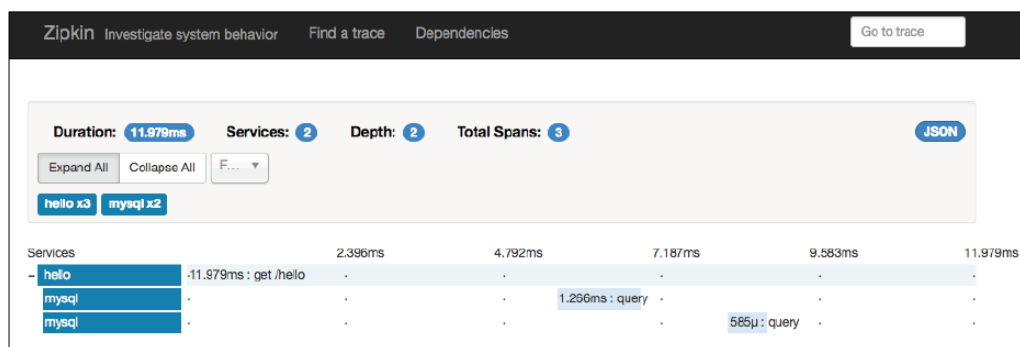 Zipkin Investigate system behavior Find a trace Dependencies Go to trace
Duration: 11.979ms Services: 2 Depth: 2 Total Spans: 3 JSON
Expand All Collapse All F...
hello x3 mysql x2
Services 2.396ms 4.792ms 7.187ms 9.583ms 11.979ms
- hello ·11.979ms : get /hello
mysql 1.266ms : query
mysql 585μ : query